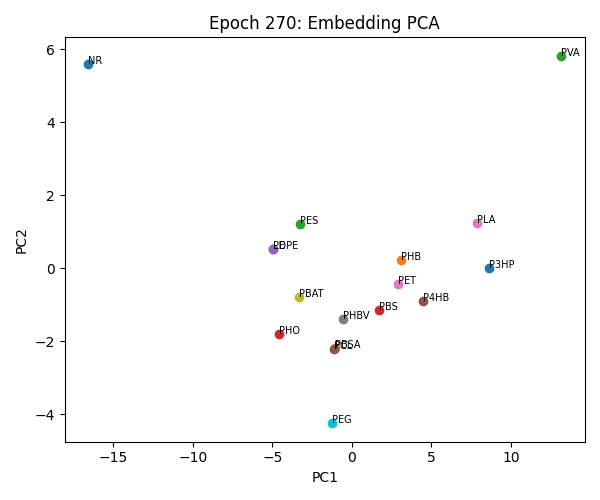 Epoch 270: Embedding PCA
6
4
2
0
−2
−4
PC2
NR
PVA
PES
PLA
PHB
P3HP
PET
P4HB
PBAT
PBS
PHBV
PHO
PEG
−15
−10
−5
0
5
10
PC1